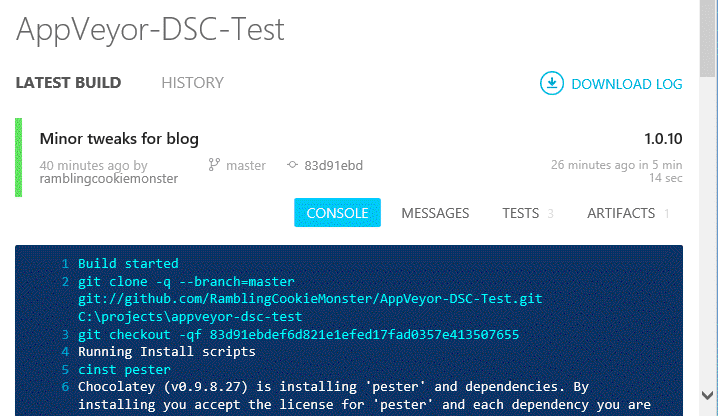 AppVeyor-DSC-Test
LATEST BUILD HISTORY DOWNLOAD LOG
Minor tweaks for blog 1.0.10
40 minutes ago by master 83d91ebd 26 minutes ago in 5 min
ramblingcookiemonster 14 sec
CONSOLE MESSAGES TESTS 3 ARTIFACTS 1
1 Build started
2 git clone -q --branch=master
git://github.com/RamblingCookieMonster/AppVeyor-DSC-Test.git
C:\projects\appveyor-dsc-test
3 git checkout -qf 83d91ebdef6d821e1efed17fad0357e413507655
4 Running Install scripts
5 cinst pester
6 Chocolatey (v0.9.8.27) is installing 'pester' and dependencies. By
installing you accept the license for 'pester' and each dependency you are